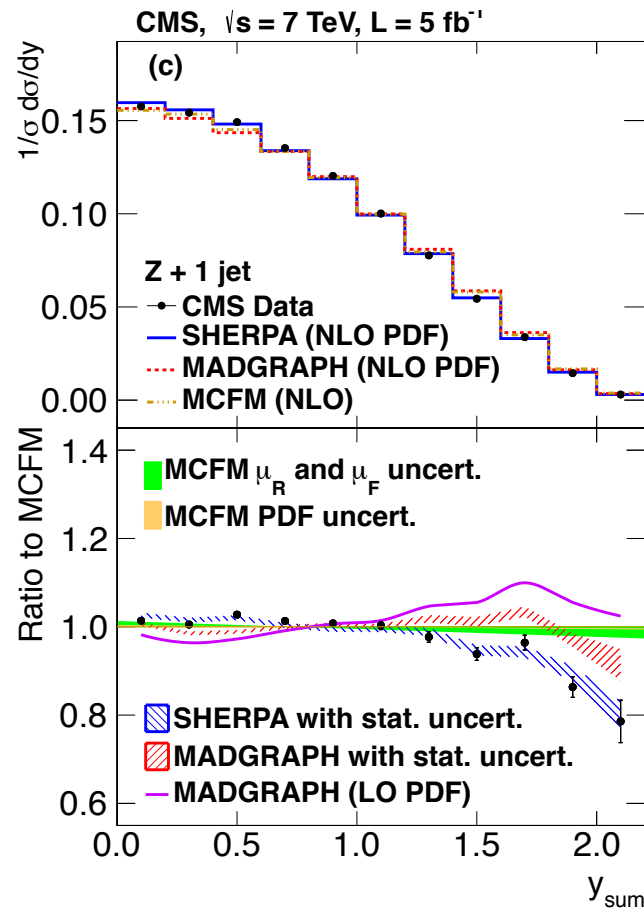 CMS, √s = 7 TeV, L = 5 fb⁻¹
(c)
1/σ dσ/dy
0.15
0.10
0.05
0.00
Z + 1 jet
CMS Data
SHERPA (NLO PDF)
MADGRAPH (NLO PDF)
MCFM (NLO)
Ratio to MCFM
1.4
1.2
1.0
0.8
0.6
MCFM μ_R and μ_F uncert.
MCFM PDF uncert.
SHERPA with stat. uncert.
MADGRAPH with stat. uncert.
MADGRAPH (LO PDF)
0.0 0.5 1.0 1.5 2.0
y_sum